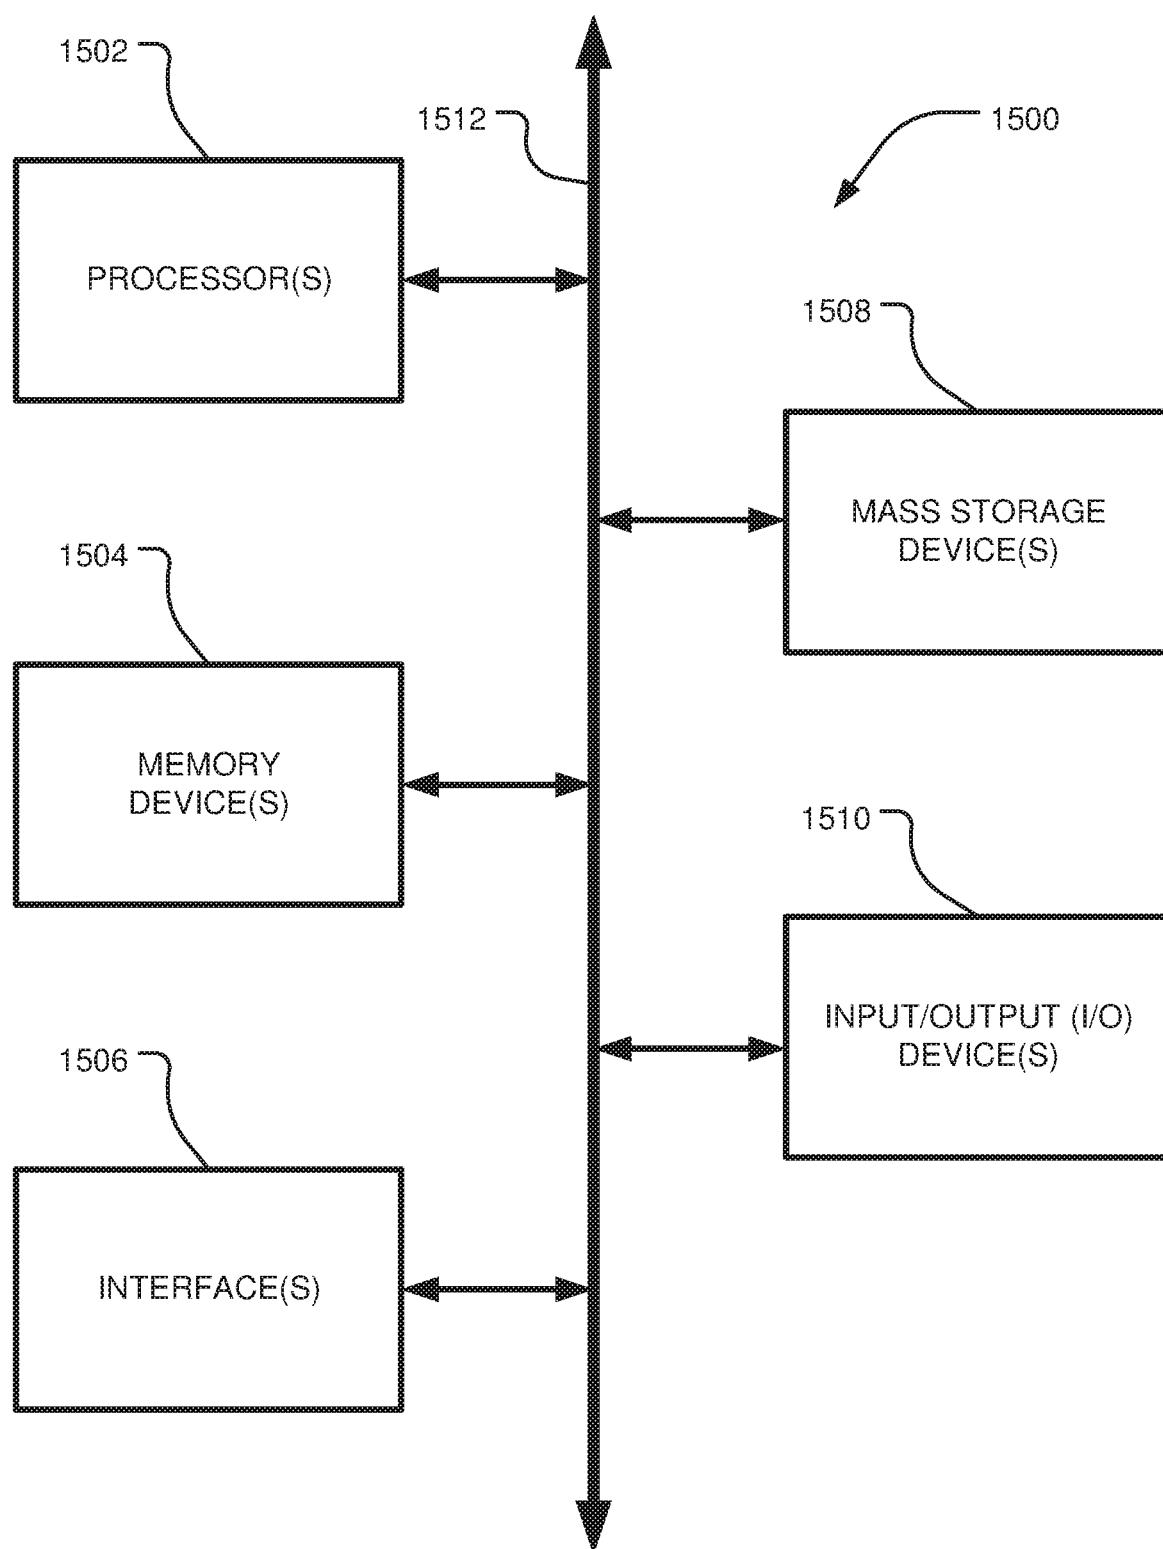 1502
1512
1500
PROCESSOR(S)
1508
MASS STORAGE
DEVICE(S)
1504
MEMORY
DEVICE(S)
1510
INPUT/OUTPUT (I/O)
DEVICE(S)
1506
INTERFACE(S)